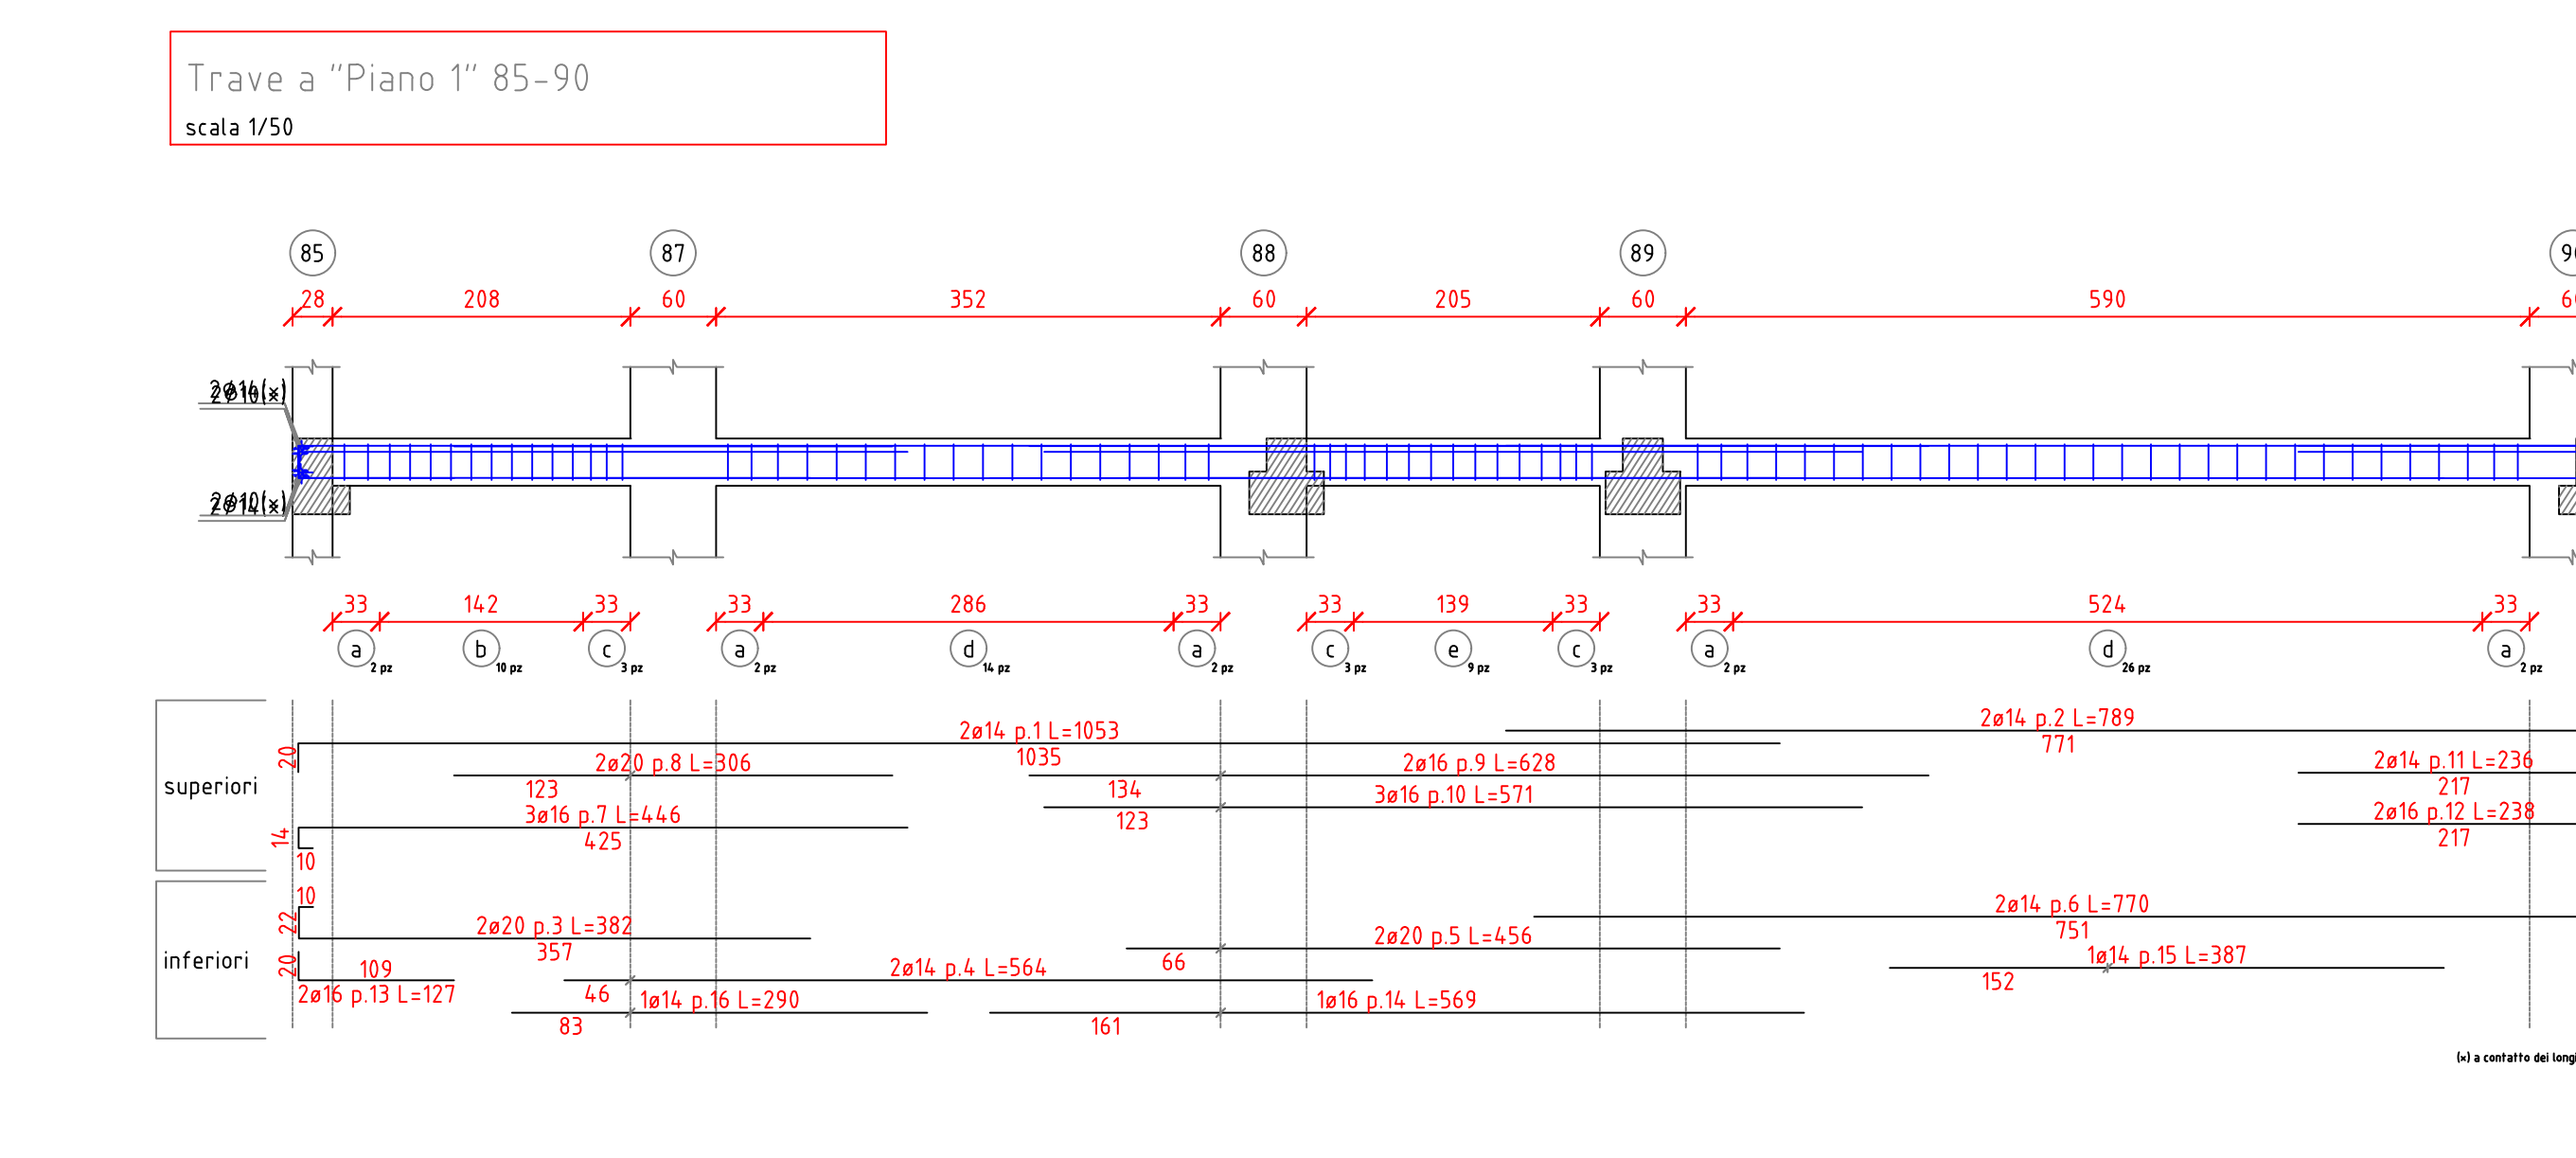 Trave a "Piano 1" 85-90
scala 1/50
85 87 88 89
28 208 60 352 60 205 60 590
2ø14(x)
2ø10(x)
2ø10(x)
2ø14(x)
33 142 33 33 286 33 33 139 33 33 524 33
a b c a d a c e c a d a
2 pz 10 pz 3 pz 2 pz 14 pz 2 pz 3 pz 9 pz 3 pz 2 pz 26 pz 2 pz
superiori
2ø14 p.2 L=789
771
2ø14 p.1 L=1053
1035
20
2ø20 p.8 L=306
123
2ø16 p.9 L=628
134
2ø14 p.11 L=236
217
3ø16 p.10 L=571
123
3ø16 p.7 L=446
425
14
10
2ø16 p.12 L=238
217
inferiori
10
22
2ø20 p.3 L=382
357
2ø14 p.6 L=770
751
2ø20 p.5 L=456
66
1ø14 p.15 L=387
152
20
109
2ø16 p.13 L=127
2ø14 p.4 L=564
46
1ø14 p.16 L=290
83
1ø16 p.14 L=569
161
(x) a contatto dei